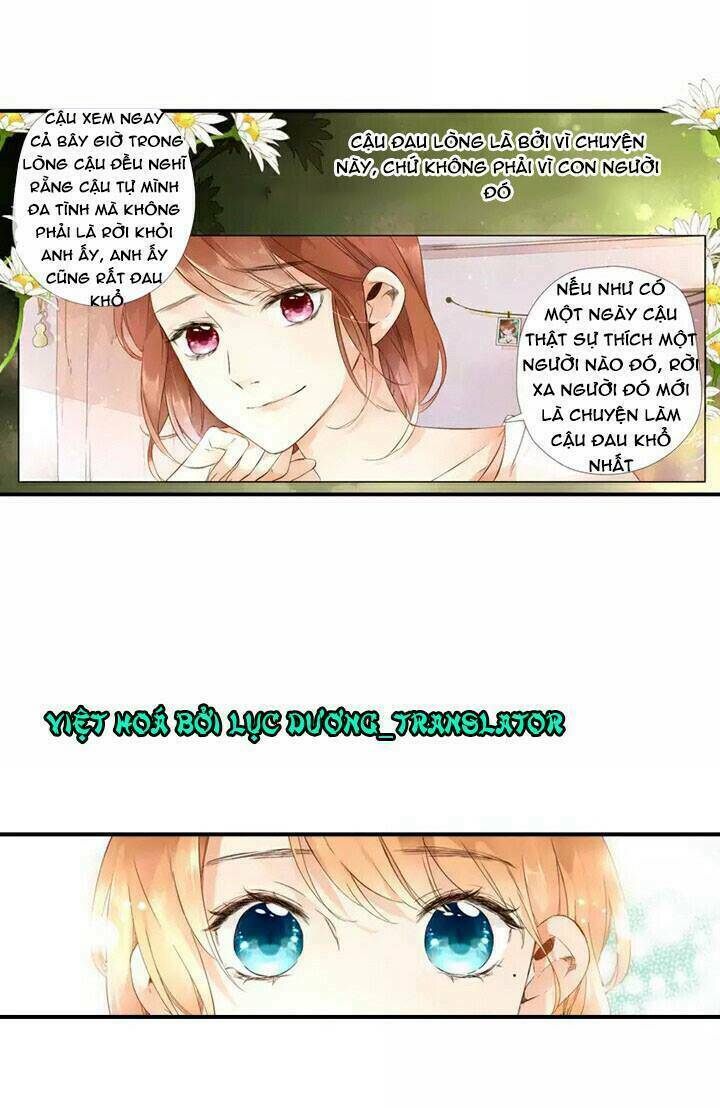 CẬU XEM NGAY
CẢ BÂY GIỜ TRONG
LÒNG CẬU ĐỀU NGHĨ
RẰNG CẬU TỰ MÌNH
ĐA TÌNH MÀ KHÔNG
PHẢI LÀ RỜI KHỎI
ANH ẤY, ANH ẤY
CŨNG RẤT ĐAU
KHỔ
CẬU ĐAU LÒNG LÀ BỞI VÌ CHUYỆN
NÀY, CHỨ KHÔNG PHẢI VÌ CON NGƯỜI
ĐÓ
NẾU NHƯ CÓ
MỘT NGÀY CẬU
THẬT SỰ THÍCH MỘT
NGƯỜI NÀO ĐÓ, RỜI
XA NGƯỜI ĐÓ MỚI
LÀ CHUYỆN LÀM
CẬU ĐAU KHỔ
NHẤT
VIỆT HOÁ BỞI LỤC DƯƠNG_TRANSLATOR